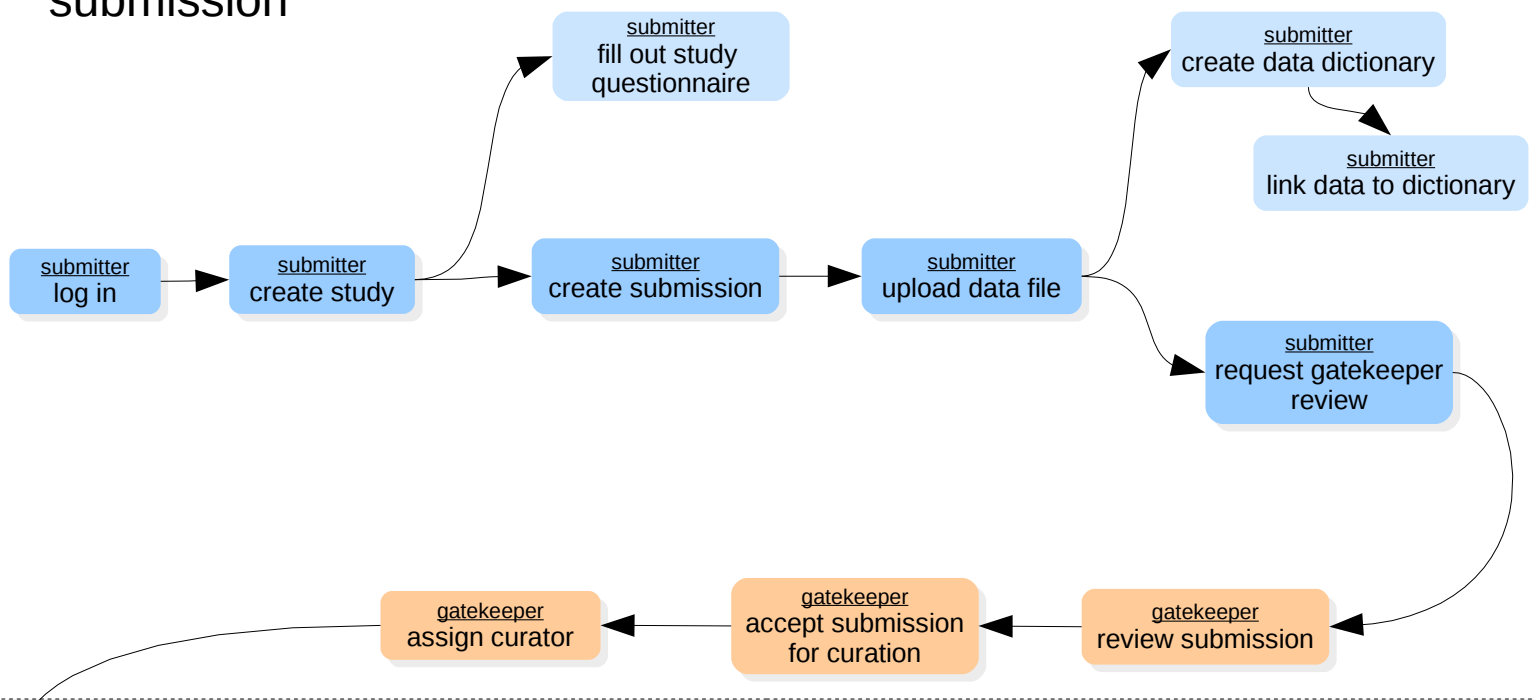 submission
submitter
fill out study
questionnaire
submitter
create data dictionary
submitter
link data to dictionary
submitter
log in
submitter
create study
submitter
create submission
submitter
upload data file
submitter
request gatekeeper
review
gatekeeper
assign curator
gatekeeper
accept submission
for curation
gatekeeper
review submission